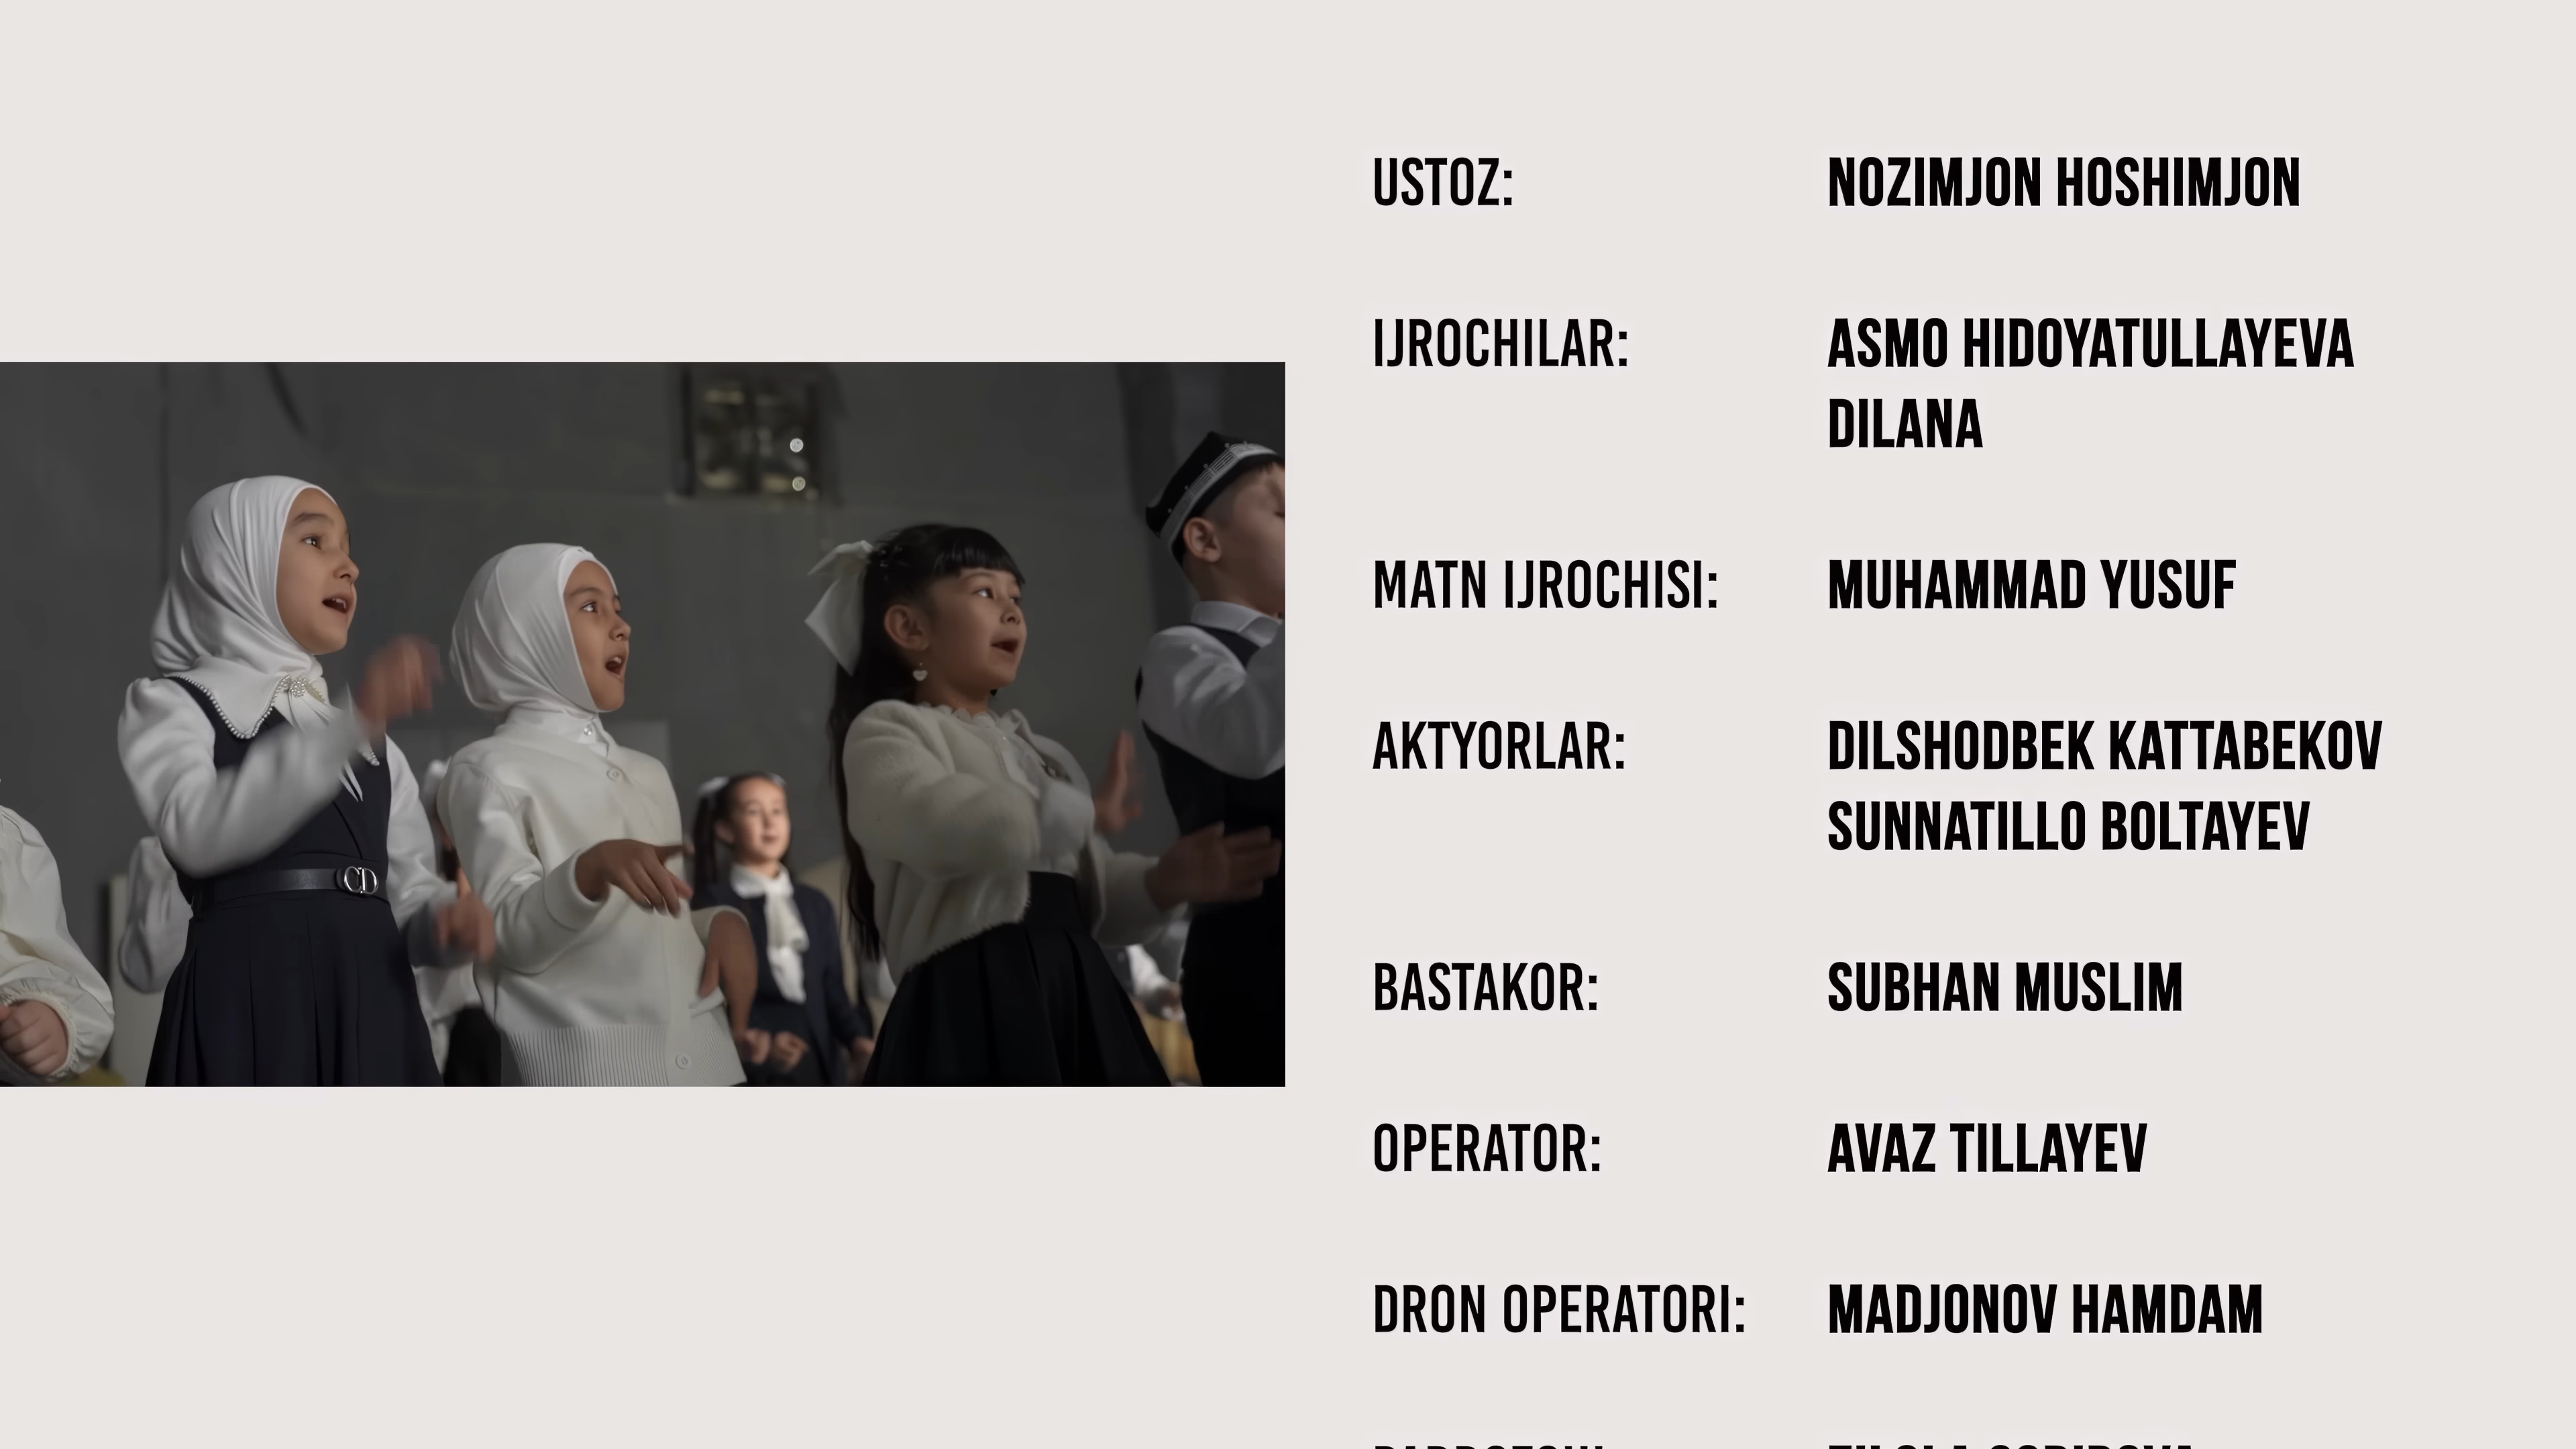 USTOZ: NOZIMJON HOSHIMJON
IJROCHILAR: ASMO HIDOYATULLAYEVA
DILANA
MATN IJROCHISI: MUHAMMAD YUSUF
AKTYORLAR: DILSHODBEK KATTABEKOV
SUNNATILLO BOLTAYEV
BASTAKOR: SUBHAN MUSLIM
OPERATOR: AVAZ TILLAYEV
DRON OPERATORI: MADJONOV HAMDAM
CD